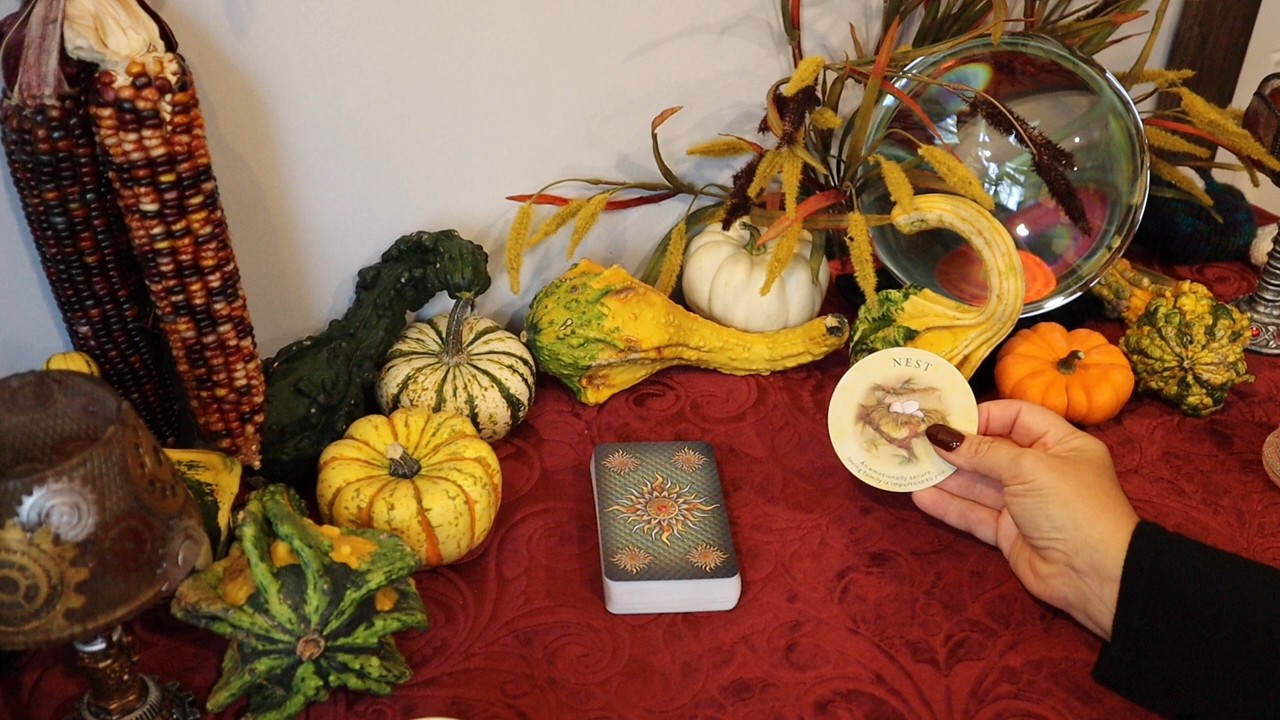 NEST
An emotionally secure,
loving family is important to you.